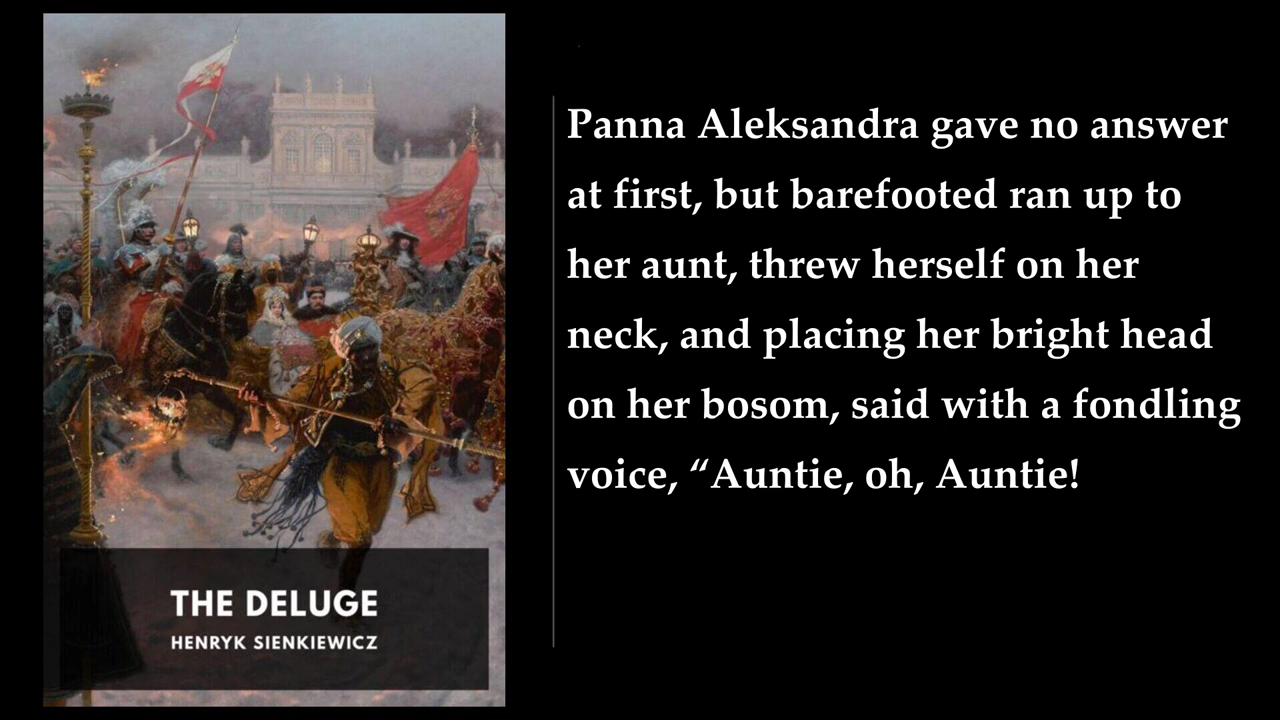 THE DELUGE
HENRYK SIENKIEWICZ
Panna Aleksandra gave no answer
at first, but barefooted ran up to
her aunt, threw herself on her
neck, and placing her bright head
on her bosom, said with a fondling
voice, “Auntie, oh, Auntie!